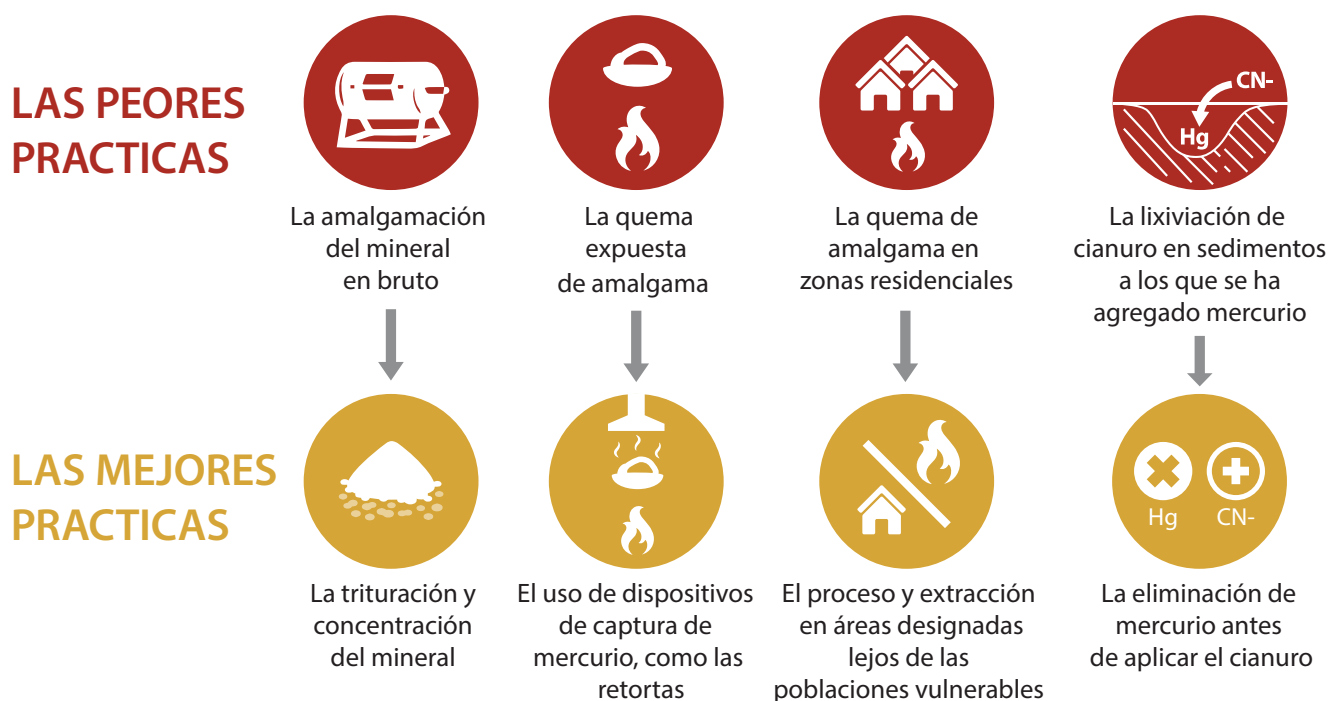 LAS PEORES
PRACTICAS
CN-
Hg
La amalgamación
del mineral
en bruto
La quema
expuesta
de amalgama
La quema de
amalgama en
zonas residenciales
La lixiviación de
cianuro en sedimentos
a los que se ha
agregado mercurio
LAS MEJORES
PRACTICAS
Hg
CN-
La trituración y
concentración
del mineral
El uso de dispositivos
de captura de
mercurio, como las
retortas
El proceso y extracción
en áreas designadas
lejos de las
poblaciones vulnerables
La eliminación de
mercurio antes
de aplicar el cianuro